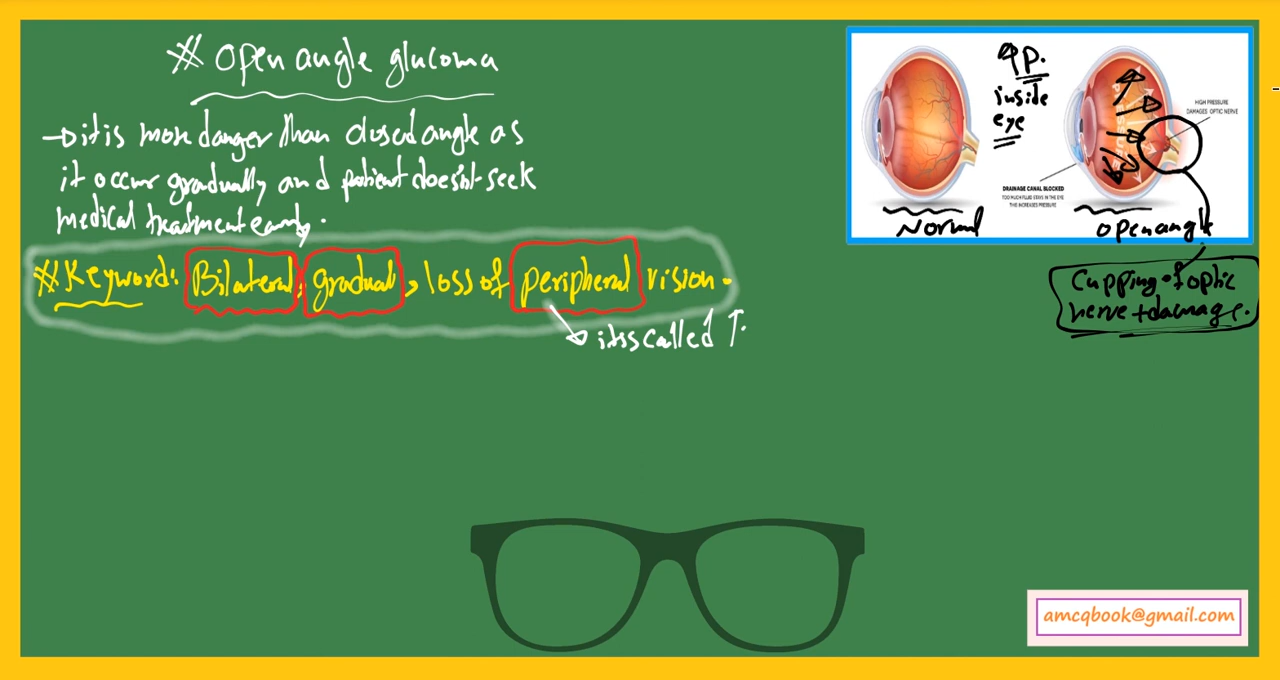 # Open angle glucoma
→ it is more danger than closed angle as
it occur gradually and patient doesn't seek
medical treatment early.
# Keyword: Bilateral, gradual, loss of peripheral vision.
it is called T.
↑ P.
inside
eye
HIGH PRESSURE
DAMAGES OPTIC NERVE
DRAINAGE CANAL BLOCKED
TOO MUCH FLUID STAYS IN THE EYE
THIS INCREASES PRESSURE
Normal
open angle
Cupping of optic
nerve + damage.
amcqbook@gmail.com